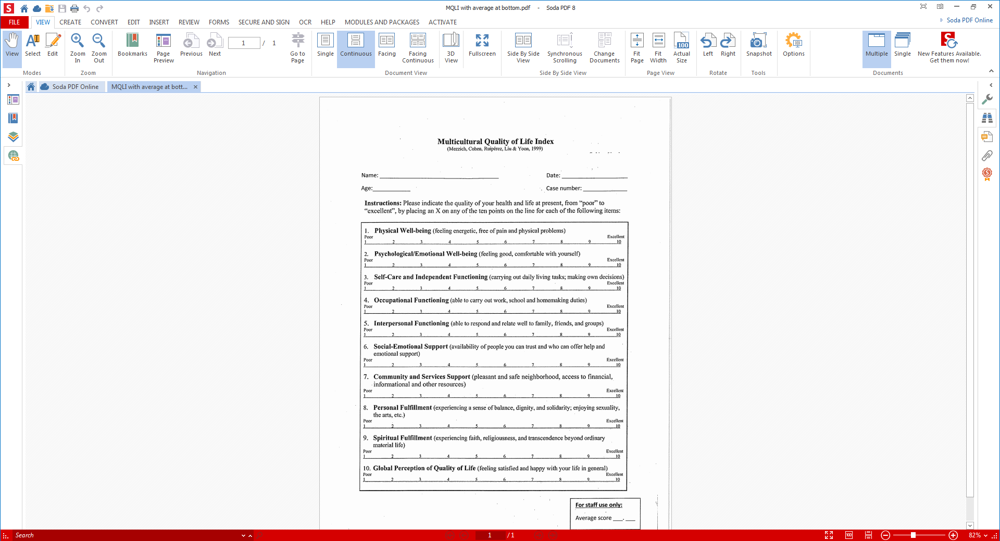 MQLI with average at bottom.pdf - Soda PDF 8
FILE VIEW CREATE CONVERT EDIT INSERT REVIEW FORMS SECURE AND SIGN OCR HELP MODULES AND PACKAGES ACTIVATE
Soda PDF Online
View Select Edit
Modes
Zoom In Zoom Out
Zoom
Bookmarks Page Preview Previous Next 1 / 1 Go to Page
Navigation
Single Continuous Facing Facing Continuous 3D View Fullscreen
Document View
Side By Side View Synchronous Scrolling Change Documents
Side By Side View
Fit Page Fit Width 100 Actual Size
Page View
Left Right
Rotate
Snapshot
Tools
Options
Multiple Single New Features Available. Get them now!
Documents
Soda PDF Online MQLI with average at bott...
Multicultural Quality of Life Index
(Mezzich, Cohen, Ruipérez, Liu & Yoon, 1999)
Name: Date:
Age: Case number:
Instructions: Please indicate the quality of your health and life at present, from “poor” to
“excellent”, by placing an X on any of the ten points on the line for each of the following items:
1. Physical Well-being (feeling energetic, free of pain and physical problems)
Poor Excellent
1 2 3 4 5 6 7 8 9 10
2. Psychological/Emotional Well-being (feeling good, comfortable with yourself)
Poor Excellent
1 2 3 4 5 6 7 8 9 10
3. Self-Care and Independent Functioning (carrying out daily living tasks; making own decisions)
Poor Excellent
1 2 3 4 5 6 7 8 9 10
4. Occupational Functioning (able to carry out work, school and homemaking duties)
Poor Excellent
1 2 3 4 5 6 7 8 9 10
5. Interpersonal Functioning (able to respond and relate well to family, friends, and groups)
Poor Excellent
1 2 3 4 5 6 7 8 9 10
6. Social-Emotional Support (availability of people you can trust and who can offer help and
emotional support)
Poor Excellent
1 2 3 4 5 6 7 8 9 10
7. Community and Services Support (pleasant and safe neighborhood, access to financial,
informational and other resources)
Poor Excellent
1 2 3 4 5 6 7 8 9 10
8. Personal Fulfillment (experiencing a sense of balance, dignity, and solidarity; enjoying sexuality,
the arts, etc.)
Poor Excellent
1 2 3 4 5 6 7 8 9 10
9. Spiritual Fulfillment (experiencing faith, religiousness, and transcendence beyond ordinary
material life)
Poor Excellent
1 2 3 4 5 6 7 8 9 10
10. Global Perception of Quality of Life (feeling satisfied and happy with your life in general)
Poor Excellent
1 2 3 4 5 6 7 8 9 10
For staff use only:
Average score ___. ___
Search 1 / 1 100 82%